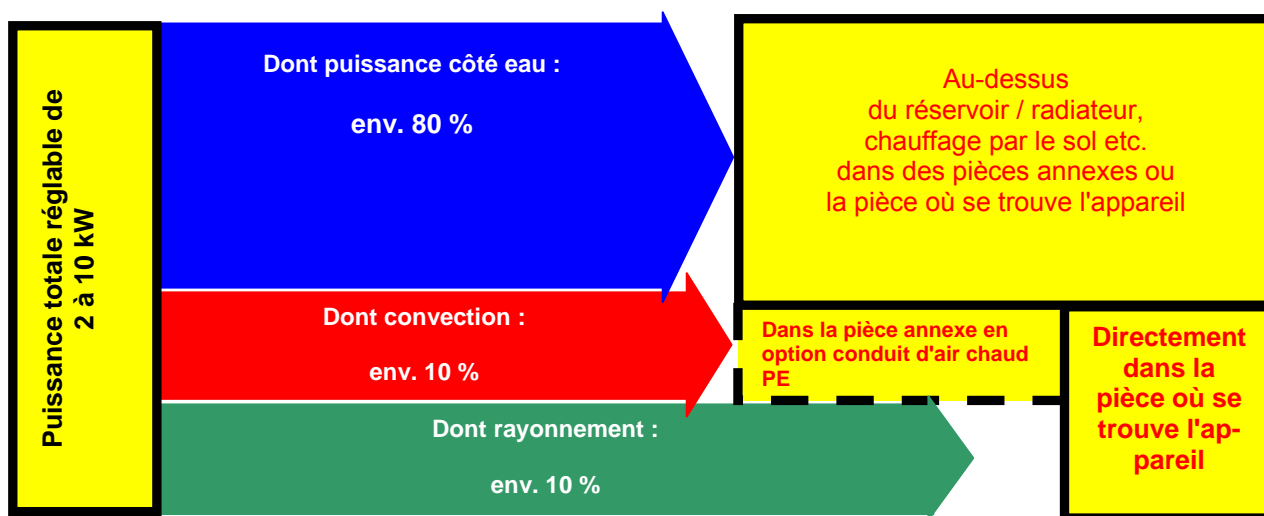 Puissance totale réglable de
2 à 10 kW
Dont puissance côté eau :
env. 80 %
Au-dessus
du réservoir / radiateur,
chauffage par le sol etc.
dans des pièces annexes ou
la pièce où se trouve l'appareil
Dont convection :
env. 10 %
Dans la pièce annexe en
option conduit d'air chaud
PE
Directement
dans la
pièce où se
trouve l'ap-
pareil
Dont rayonnement :
env. 10 %